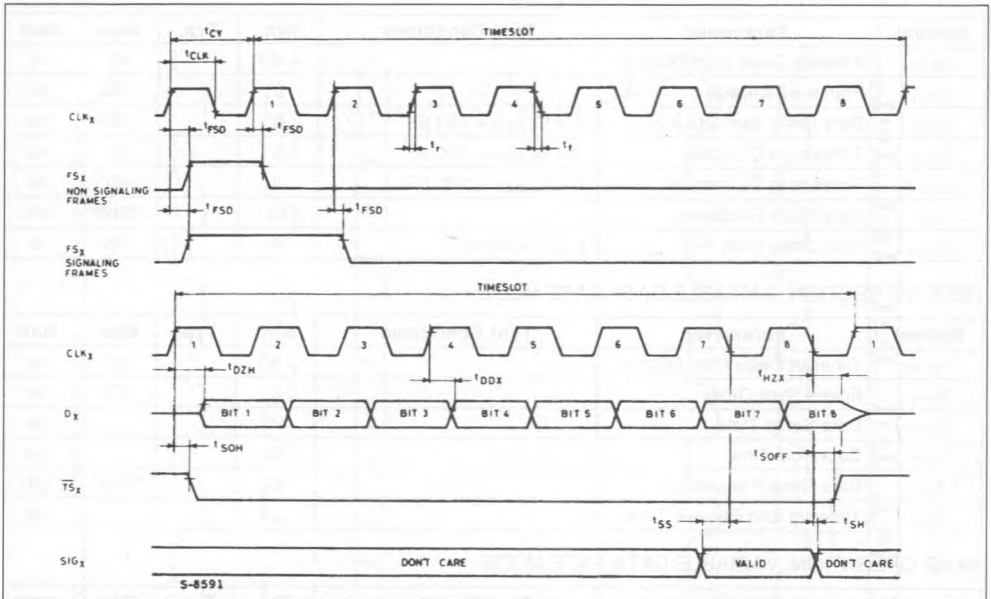 tCY TIMESLOT
tCLK
1 2 3 4 5 6 7 8
CLKX
tFSD tFSD tr tf
FSX
NON SIGNALING
FRAMES
tFSD tFSD
FSX
SIGNALING
FRAMES
TIMESLOT
CLKX 1 2 3 4 5 6 7 8 1
tDZH tDDX tHZX
DX BIT 1 BIT 2 BIT 3 BIT 4 BIT 5 BIT 6 BIT 7 BIT 8
tSOH tSOFF
TSX
tSS tSH
SIGX DON'T CARE VALID DON'T CARE
S-8591